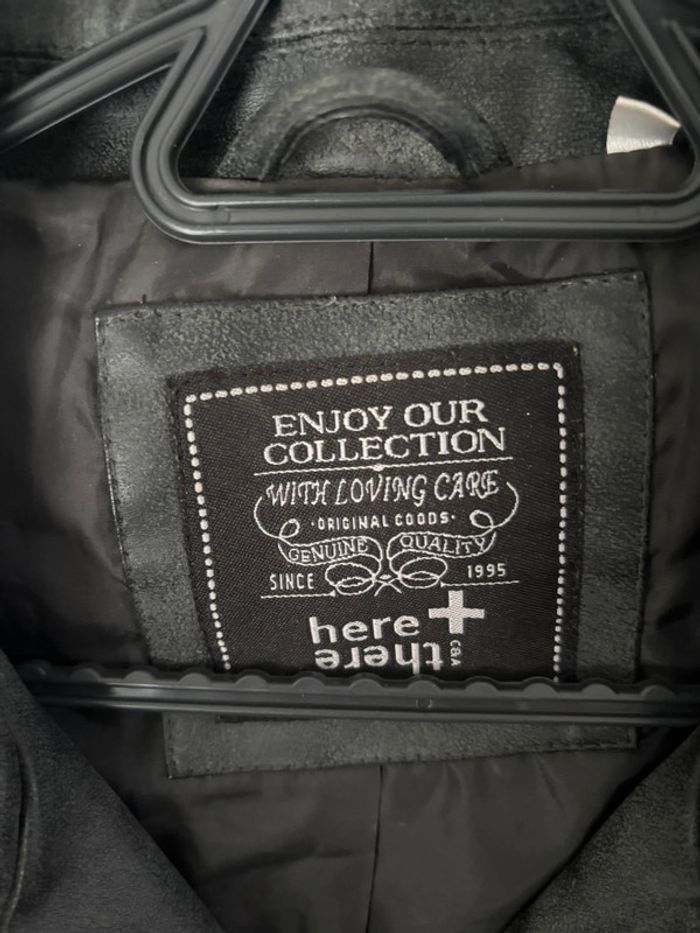 ENJOY OUR
COLLECTION
WITH LOVING CARE
·ORIGINAL GOODS·
GENUINE QUALITY
SINCE 1995
here +
there C&A